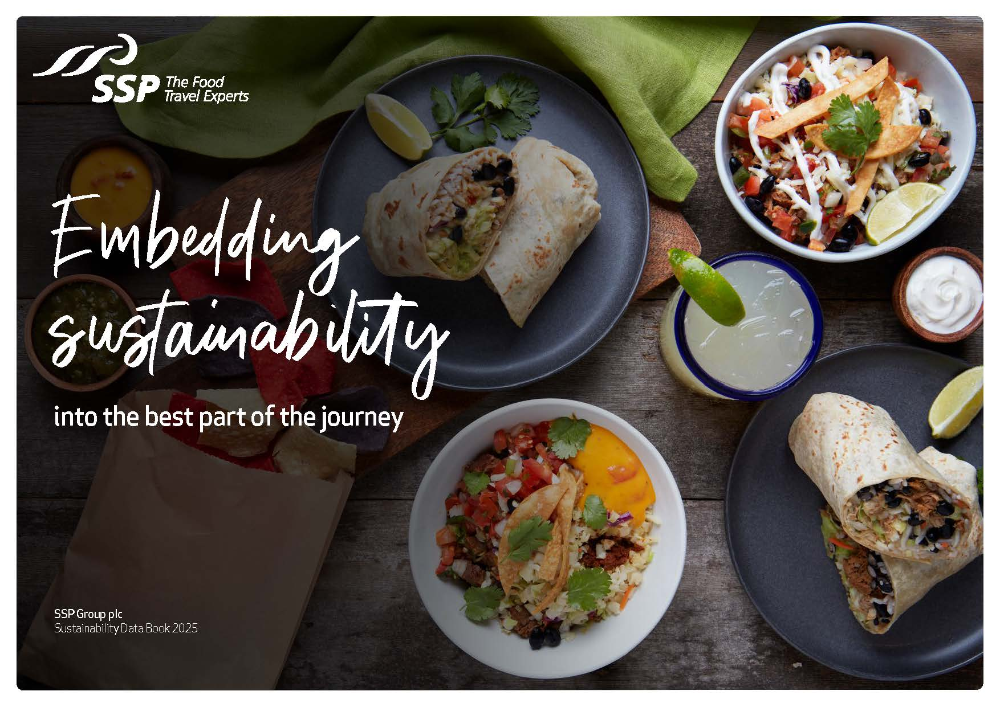 SSP The Food
Travel Experts
Embedding
sustainability
into the best part of the journey
SSP Group plc
Sustainability Data Book 2025